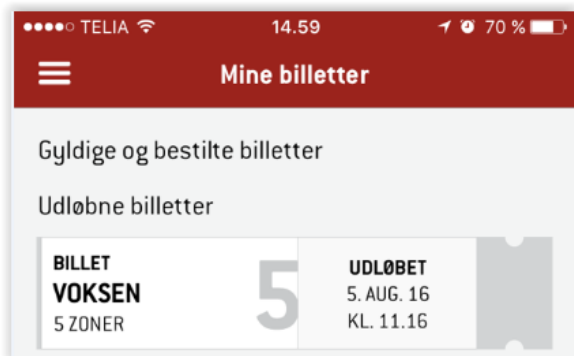 TELIA 14.59 70 %
Mine billetter
Gyldige og bestilte billetter
Udløbne billetter
BILLET
VOKSEN
5 ZONER
5
UDLØBET
5. AUG. 16
KL. 11.16